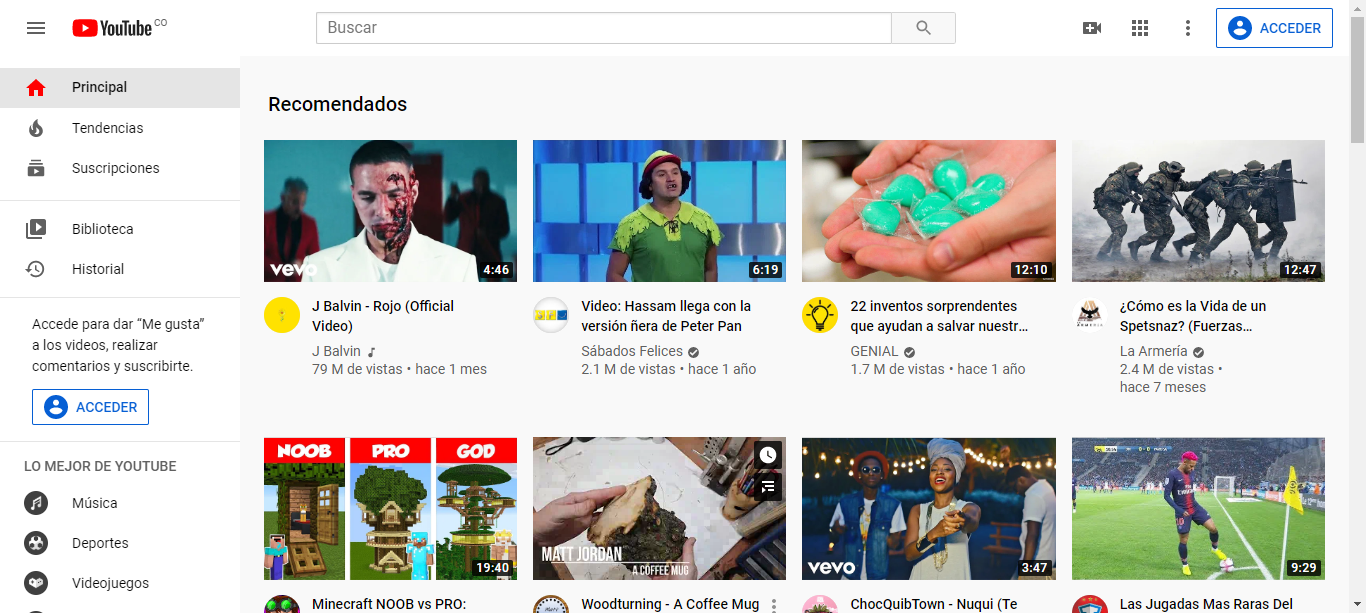 YouTube CO
Buscar
ACCEDER
Principal
Tendencias
Suscripciones
Biblioteca
Historial
Accede para dar “Me gusta”
a los videos, realizar
comentarios y suscribirte.
ACCEDER
LO MEJOR DE YOUTUBE
Música
Deportes
Videojuegos
Recomendados
vevo
4:46
J Balvin - Rojo (Official
Video)
J Balvin
79 M de vistas • hace 1 mes
6:19
Video: Hassam llega con la
versión ñera de Peter Pan
Sábados Felices
2.1 M de vistas • hace 1 año
12:10
22 inventos sorprendentes
que ayudan a salvar nuestr...
GENIAL
1.7 M de vistas • hace 1 año
12:47
¿Cómo es la Vida de un
Spetsnaz? (Fuerzas...
La Armería
2.4 M de vistas •
hace 7 meses
NOOB PRO GOD
19:40
Minecraft NOOB vs PRO:
MATT JORDAN
A COFFEE MUG
Woodturning - A Coffee Mug
vevo
3:47
ChocQuibTown - Nuqui (Te
9:29
Las Jugadas Mas Raras Del